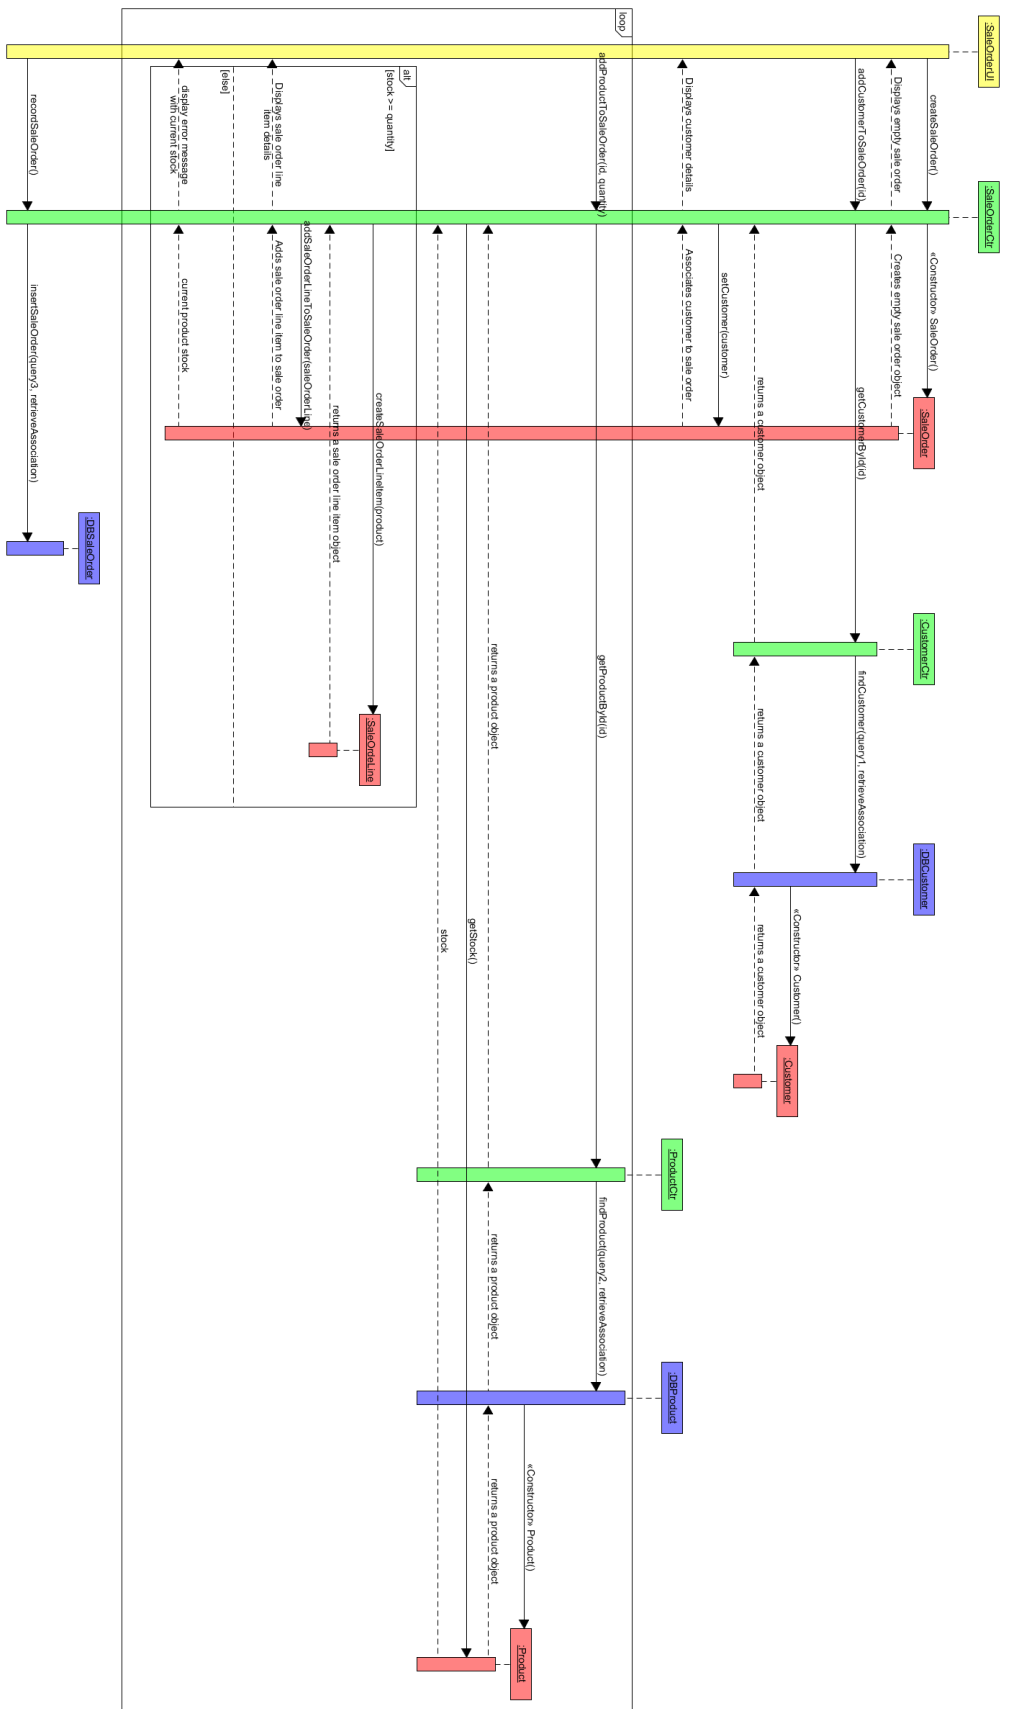 :SaleOrderUI
:SaleOrderCtr
:SaleOrder
:DBSaleOrder
:CustomerCtr
:SaleOrdeLine
:DBCustomer
:Customer
:ProductCtr
:DBProduct
:Product
createSaleOrder()
«Constructor» SaleOrder()
Creates empty sale order object
Displays empty sale order
addCustomerToSaleOrder(id)
getCustomerById(id)
findCustomer(query1, retrieveAssociation)
«Constructor» Customer()
returns a customer object
returns a customer object
returns a customer object
setCustomer(customer)
Associates customer to sale order
Displays customer details
loop
addProductToSaleOrder(id, quantity)
getProductById(id)
findProduct(query2, retrieveAssociation)
«Constructor» Product()
returns a product object
returns a product object
returns a product object
getStock()
stock
alt
[stock >= quantity]
createSaleOrderLineItem(product)
returns a sale order line item object
addSaleOrderLineToSaleOrder(saleOrderLine)
Adds sale order line item to sale order
Displays sale order line
item details
[else]
current product stock
display error message
with current stock
recordSaleOrder()
insertSaleOrder(query3, retrieveAssociation)